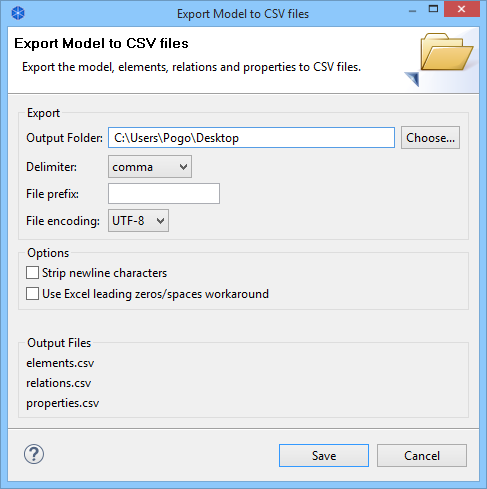 Export Model to CSV files
Export Model to CSV files
Export the model, elements, relations and properties to CSV files.
Export
Output Folder: C:\Users\Pogo\Desktop Choose...
Delimiter: comma
File prefix:
File encoding: UTF-8
Options
Strip newline characters
Use Excel leading zeros/spaces workaround
Output Files
elements.csv
relations.csv
properties.csv
? Save Cancel